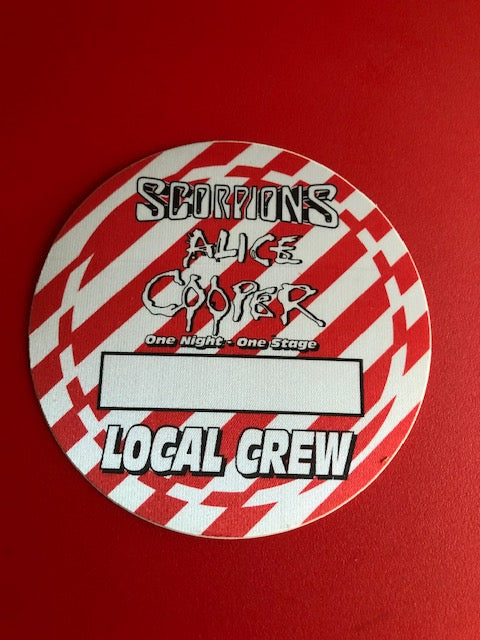 SCORPIONS
ALICE
COOPER
One Night - One Stage
LOCAL CREW